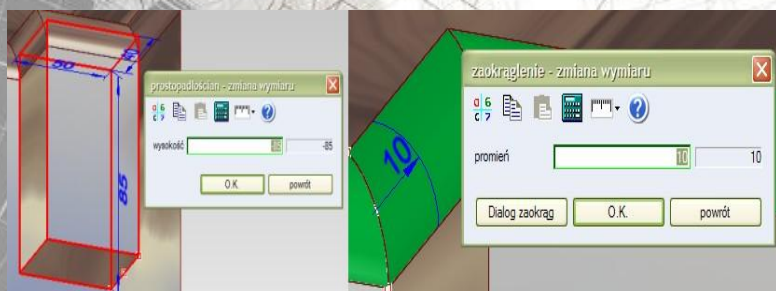 50
85
prostopadłościan - zmiana wymiaru
wysokość -85 -85
O.K. powrót
10
zaokrąglenie - zmiana wymiaru
promień 10 10
Dialog zaokrąg O.K. powrót